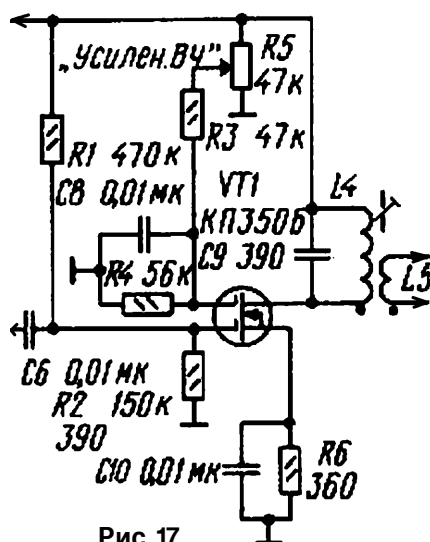 R5
„Усилен.ВЧ"
47к
R3 47к
R1 470к
C8 0,01мк
VT1
L4
КП350Б
C9 390
R4 56к
L5
C6 0,01мк
R2 150к
390
C10 0,01мк
R6
360
Рис.17